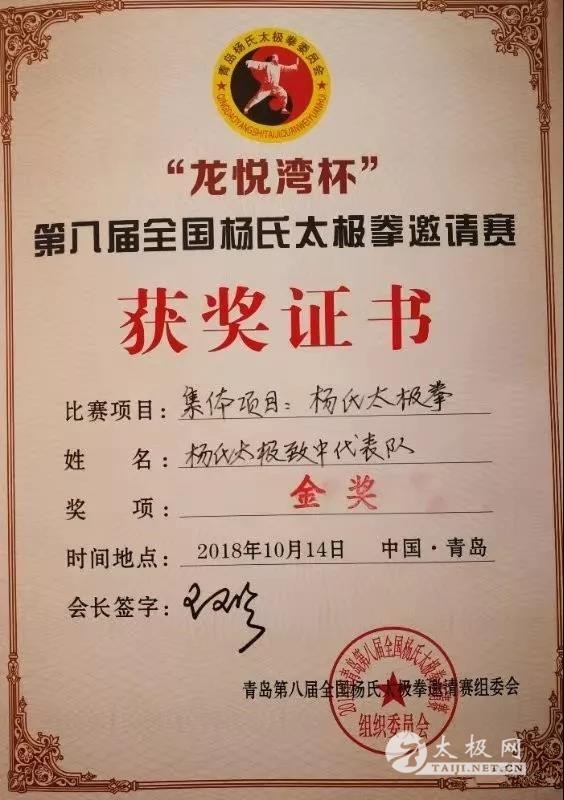 青岛杨氏太极拳委员会
QINGDAOYANGSHITAIJIQUANWEIYUANHUI
“龙悦湾杯”
第八届全国杨氏太极拳邀请赛
获奖证书
比赛项目：集体项目：杨氏太极拳
姓 名：杨氏太极致中代表队
奖 项：金奖
时间地点：2018年10月14日 中国·青岛
会长签字：
青岛第八届全国杨氏太极拳邀请赛组委会
组织委员会
太极网
TAIJI.NET.CN